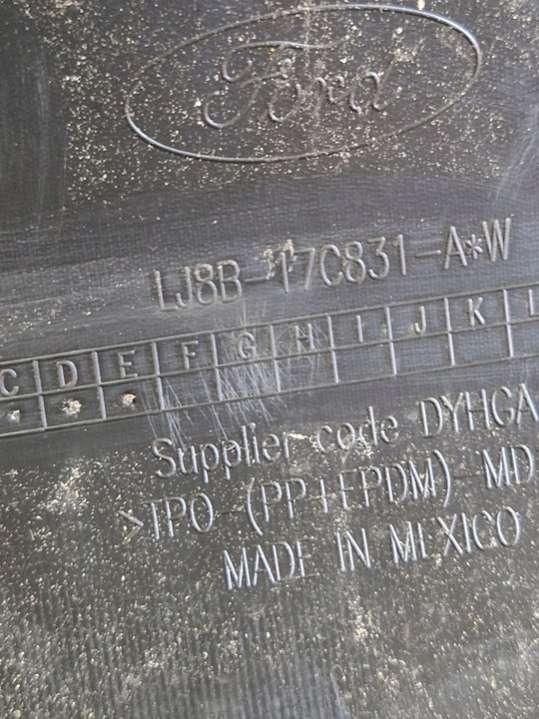 Ford
LJ8B-17C831-A*W
C D E F G H I J K L
Supplier code DYHGA
>TPO-(PP+EPDM)-MD
MADE IN MEXICO